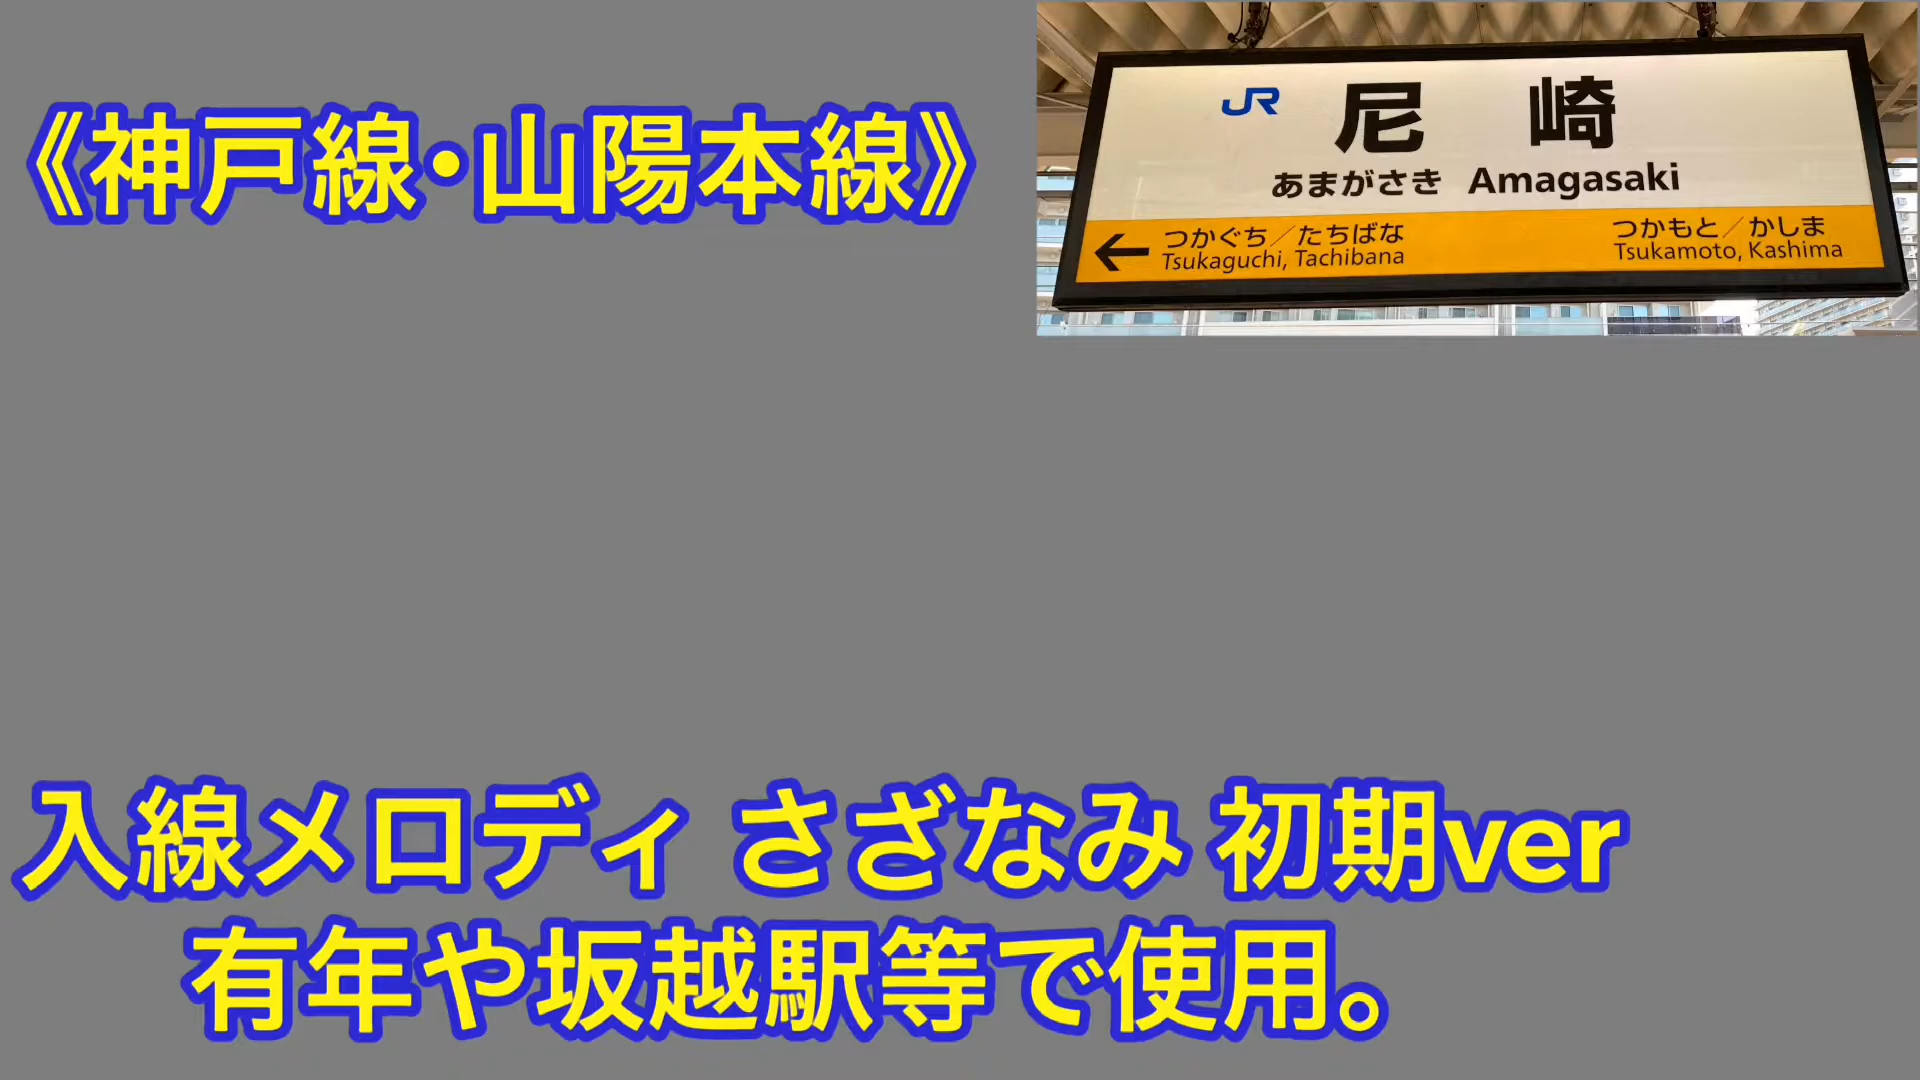 《神戸線・山陽本線》
JR 尼崎
あまがさき Amagasaki
つかぐち／たちばな
Tsukaguchi, Tachibana
つかもと／かしま
Tsukamoto, Kashima
入線メロディ さざなみ 初期ver
有年や坂越駅等で使用。